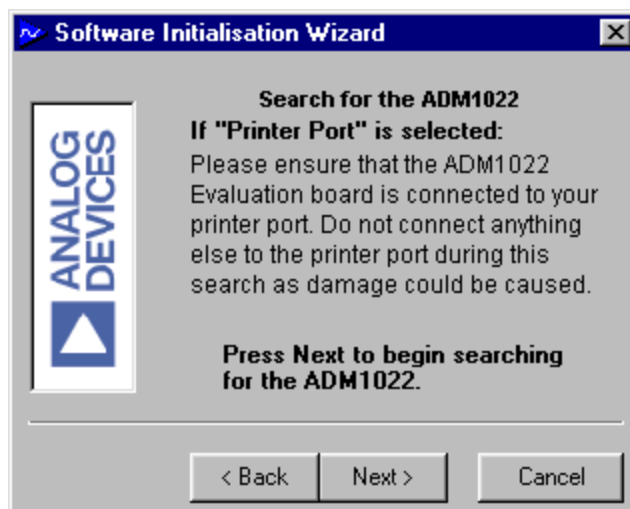 Software Initialisation Wizard
Search for the ADM1022
If "Printer Port" is selected:
Please ensure that the ADM1022
Evaluation board is connected to your
printer port. Do not connect anything
else to the printer port during this
search as damage could be caused.
ANALOG
DEVICES
Press Next to begin searching
for the ADM1022.
< Back
Next >
Cancel